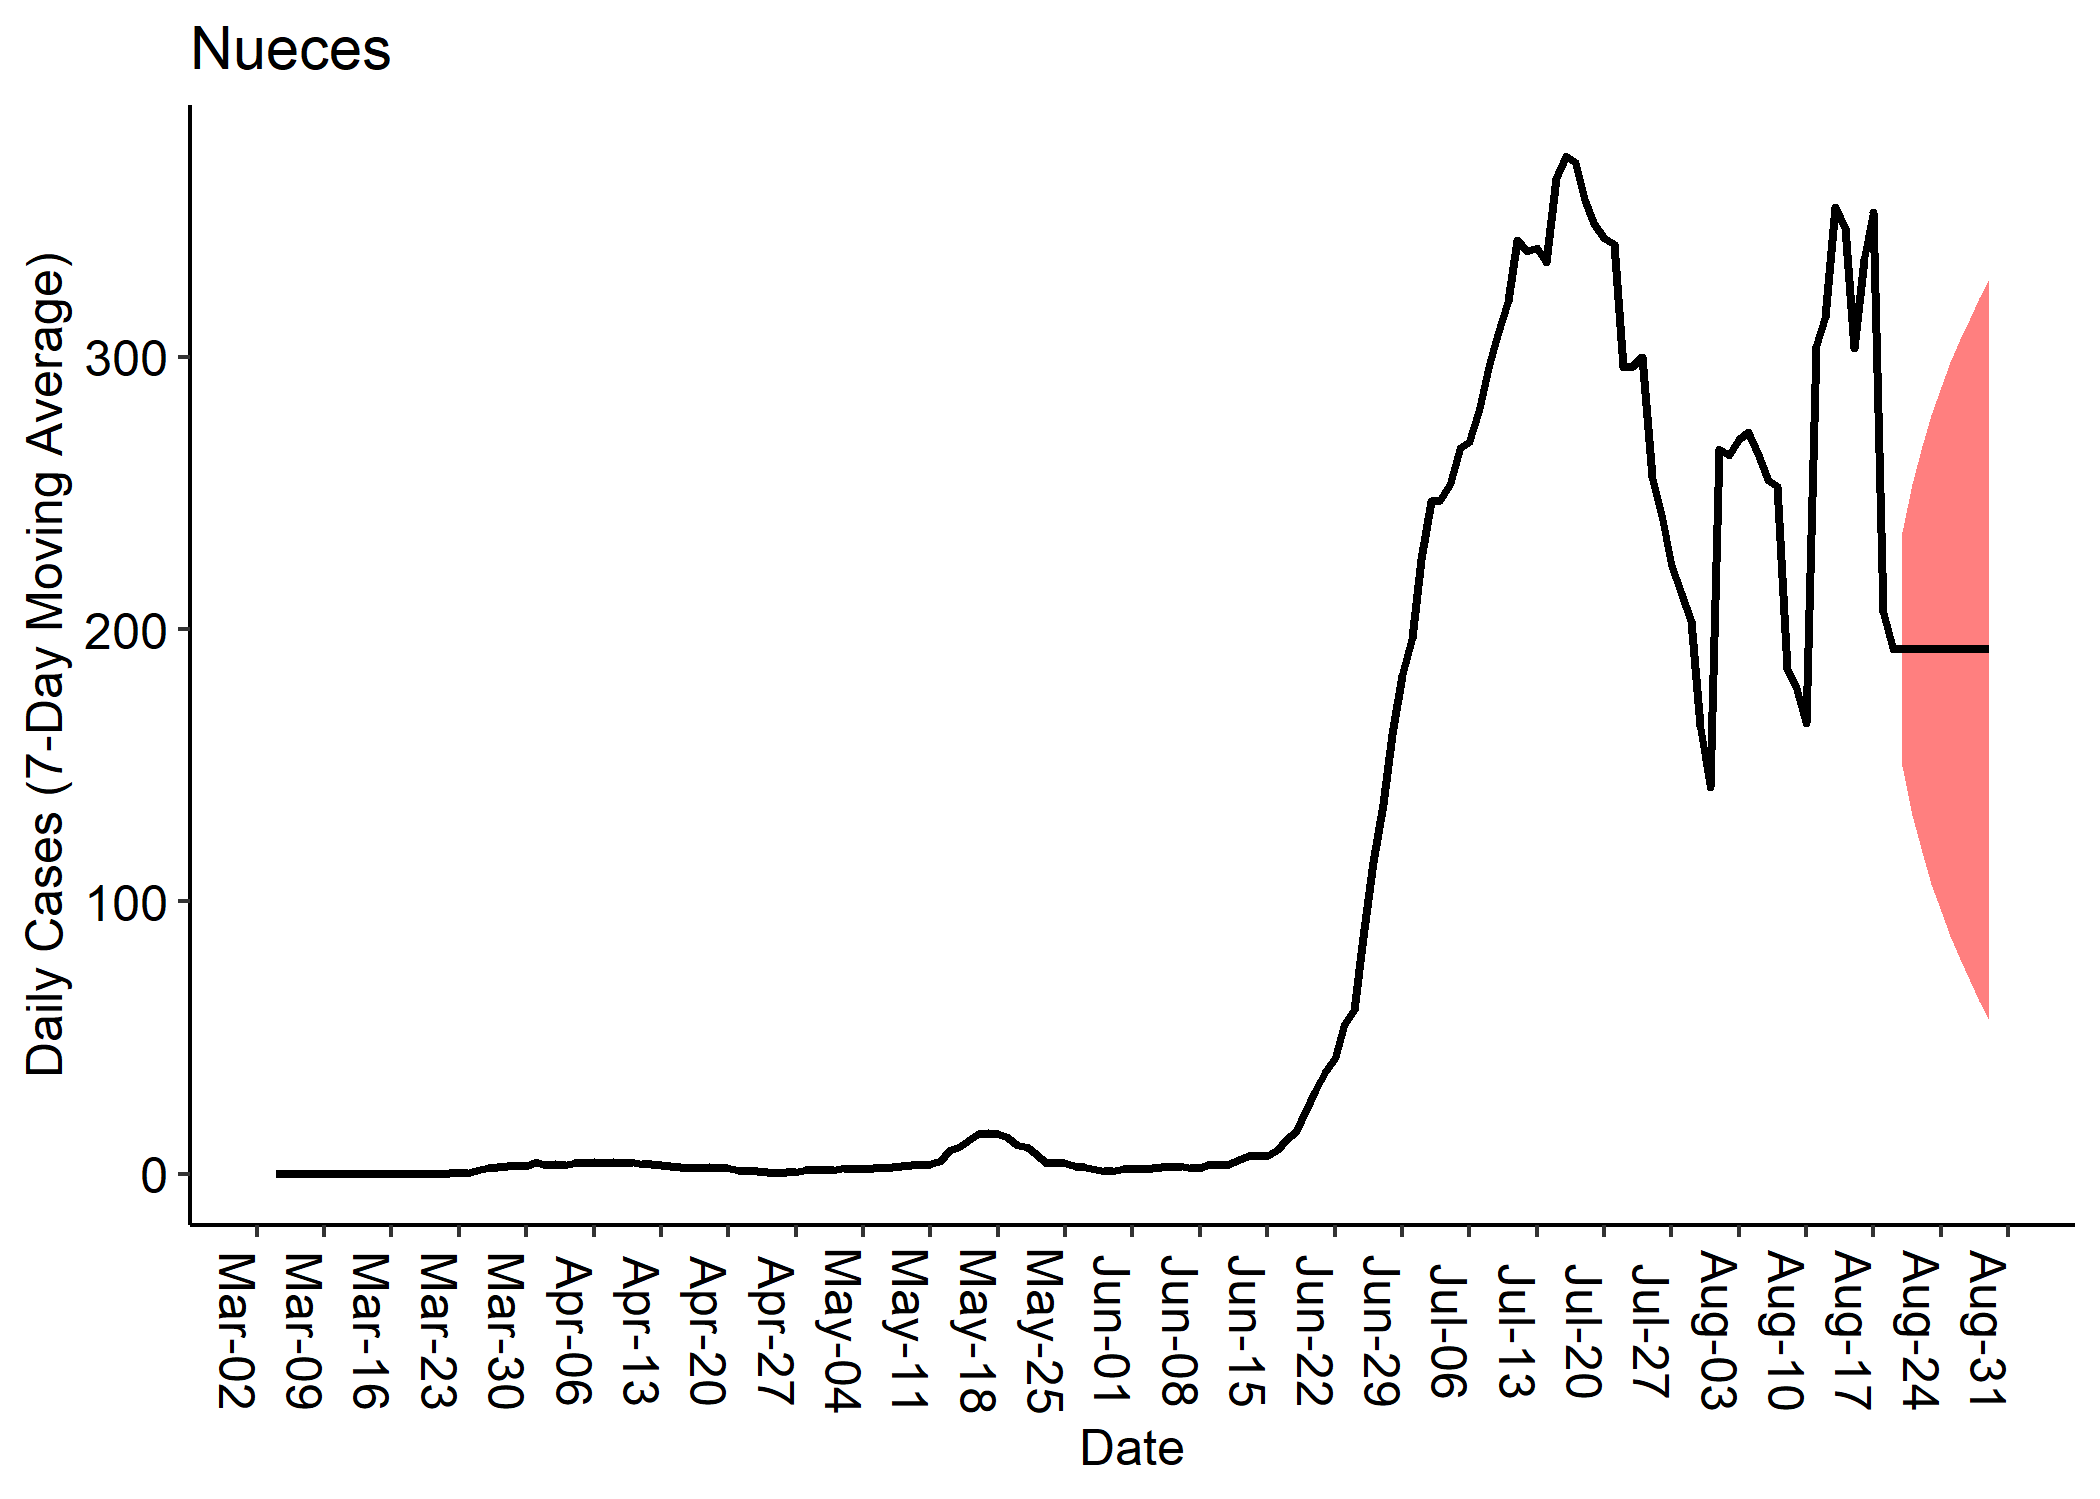 Nueces
Daily Cases (7-Day Moving Average)
300
200
100
0
Mar-02
Mar-09
Mar-16
Mar-23
Mar-30
Apr-06
Apr-13
Apr-20
Apr-27
May-04
May-11
May-18
May-25
Jun-01
Jun-08
Jun-15
Jun-22
Jun-29
Jul-06
Jul-13
Jul-20
Jul-27
Aug-03
Aug-10
Aug-17
Aug-24
Aug-31
Date